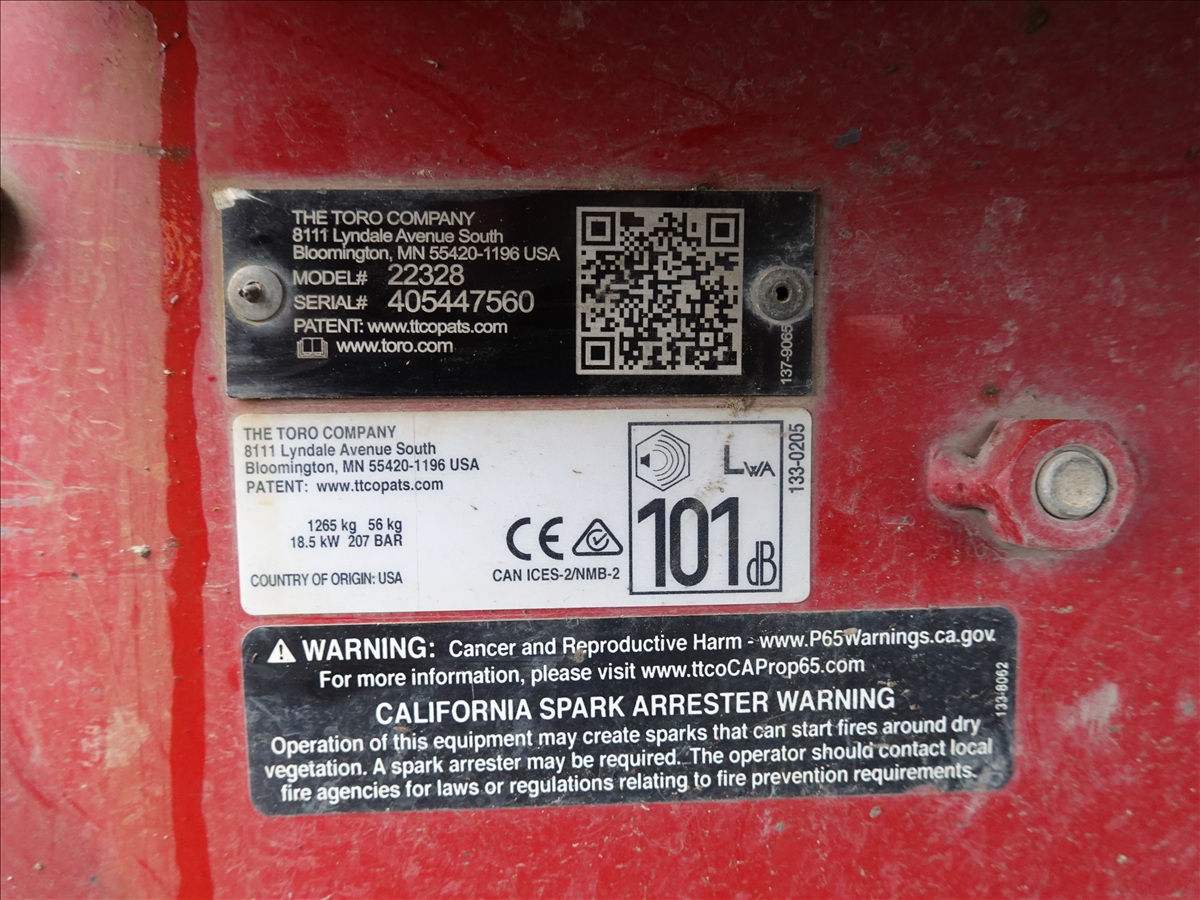 THE TORO COMPANY
8111 Lyndale Avenue South
Bloomington, MN 55420-1196 USA
MODEL# 22328
SERIAL# 405447560
PATENT: www.ttcopats.com
www.toro.com
137-9065
THE TORO COMPANY
8111 Lyndale Avenue South
Bloomington, MN 55420-1196 USA
PATENT: www.ttcopats.com
1265 kg 56 kg
18.5 kW 207 BAR
COUNTRY OF ORIGIN: USA
CE
CAN ICES-2/NMB-2
LWA
101 dB
133-0205
WARNING: Cancer and Reproductive Harm - www.P65Warnings.ca.gov.
For more information, please visit www.ttcoCAProp65.com
CALIFORNIA SPARK ARRESTER WARNING
Operation of this equipment may create sparks that can start fires around dry
vegetation. A spark arrester may be required. The operator should contact local
fire agencies for laws or regulations relating to fire prevention requirements.
133-8062